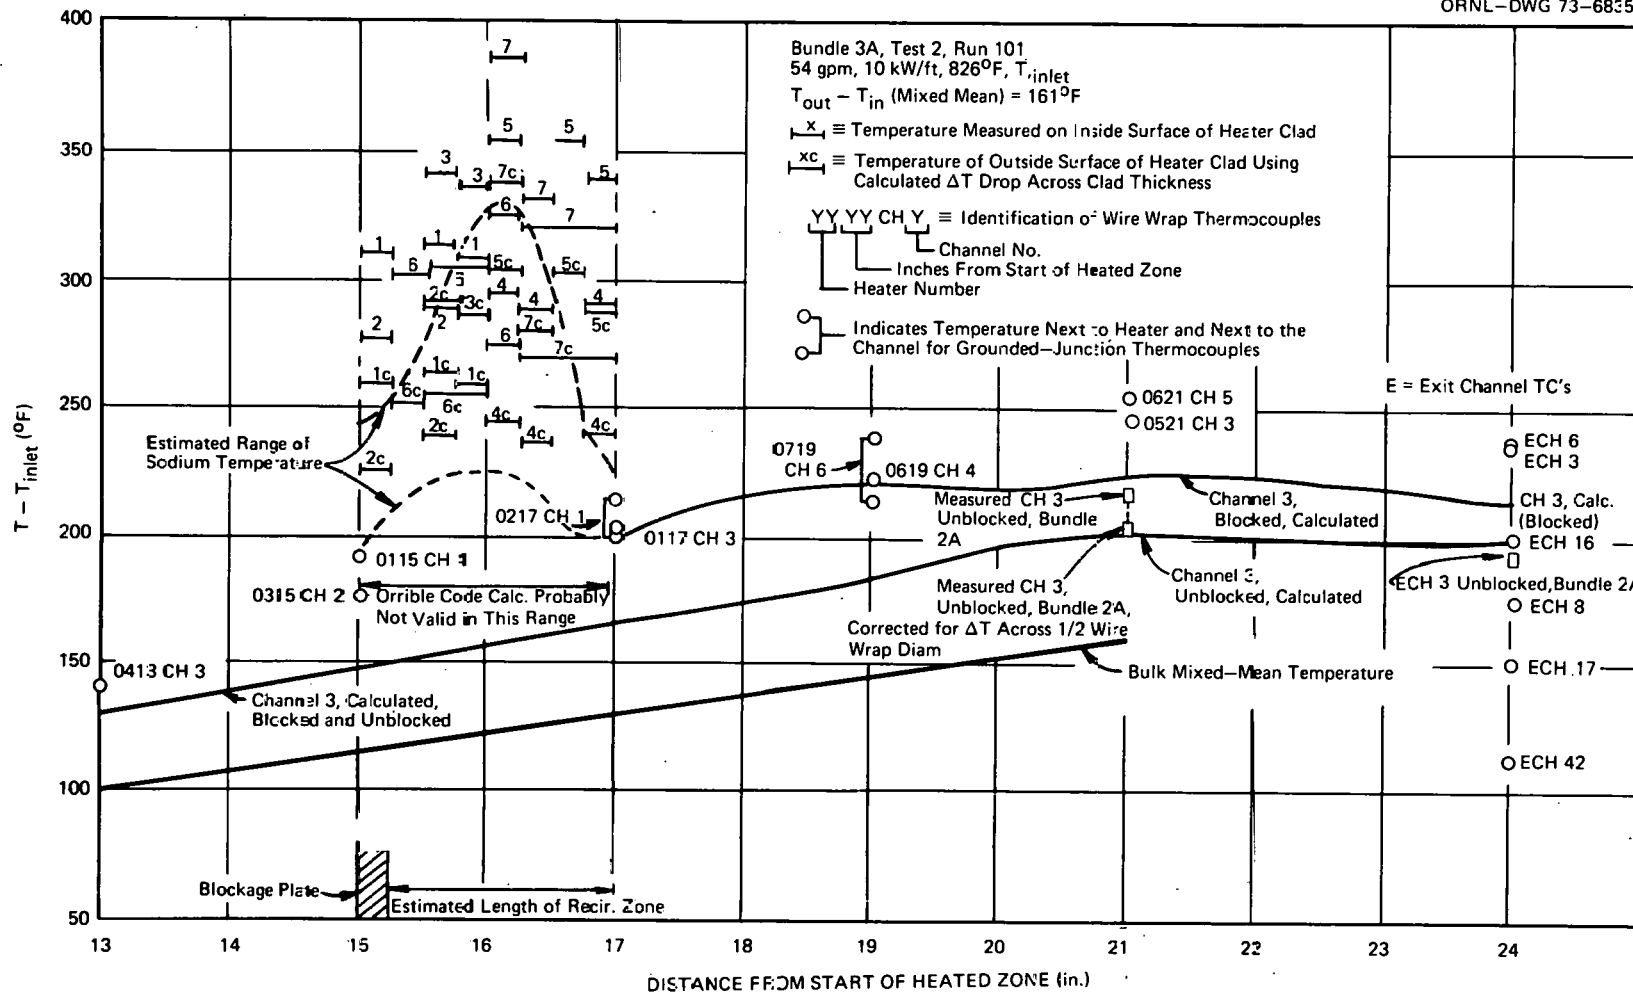 ORNL–DWG 73–6835
400
350
300
250
200
150
100
50
T – Tinlet (°F)
13
14
15
16
17
18
19
20
21
22
23
24
DISTANCE FROM START OF HEATED ZONE (in.)
Bundle 3A, Test 2, Run 101
54 gpm, 10 kW/ft, 826°F, T,inlet
Tout – Tin (Mixed Mean) = 161°F
x ≡ Temperature Measured on Inside Surface of Heater Clad
xc ≡ Temperature of Outside Surface of Heater Clad Using
Calculated ΔT Drop Across Clad Thickness
YY YY CH Y ≡ Identification of Wire Wrap Thermocouples
Channel No.
Inches From Start of Heated Zone
Heater Number
Indicates Temperature Next to Heater and Next to the
Channel for Grounded–Junction Thermocouples
E = Exit Channel TC's
7
5 5
3
3 7c 5
7
6 7
1 1 1
6 5c 5c
2c 3c 4 4 4
2 2 7c 5c
6 7c
1c 1c 1c
6c 6c
4c
2c 4c 4c
2c
Estimated Range of
Sodium Temperature
0217 CH 1
0117 CH 3
0115 CH 1
0315 CH 2
Orrible Code Calc. Probably
Not Valid in This Range
0413 CH 3
Channel 3, Calculated,
Blocked and Unblocked
Blockage Plate
Estimated Length of Recir. Zone
0719
CH 6
0619 CH 4
0621 CH 5
0521 CH 3
Measured CH 3
Unblocked, Bundle
2A
Channel 3,
Blocked, Calculated
Measured CH 3,
Unblocked, Bundle 2A,
Corrected for ΔT Across 1/2 Wire
Wrap Diam
Channel 3,
Unblocked, Calculated
Bulk Mixed–Mean Temperature
ECH 6
ECH 3
CH 3, Calc.
(Blocked)
ECH 16
ECH 3 Unblocked, Bundle 2A
ECH 8
ECH 17
ECH 42